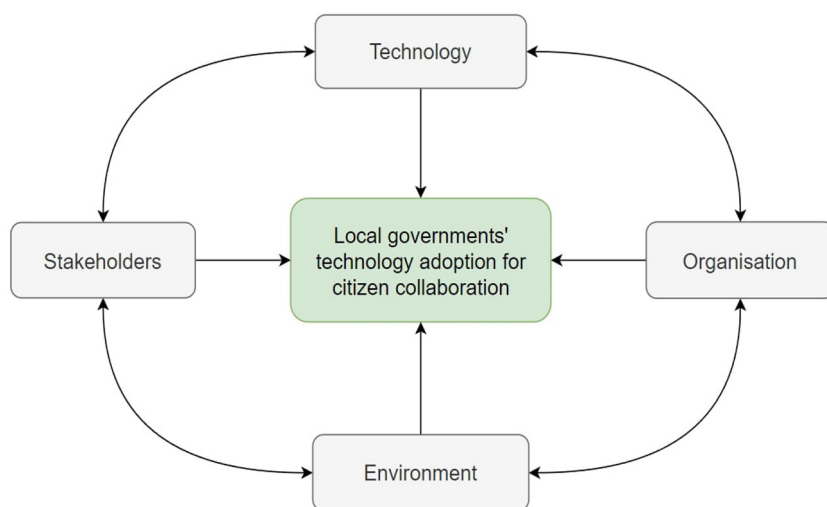 Technology
Stakeholders
Local governments'
technology adoption for
citizen collaboration
Organisation
Environment